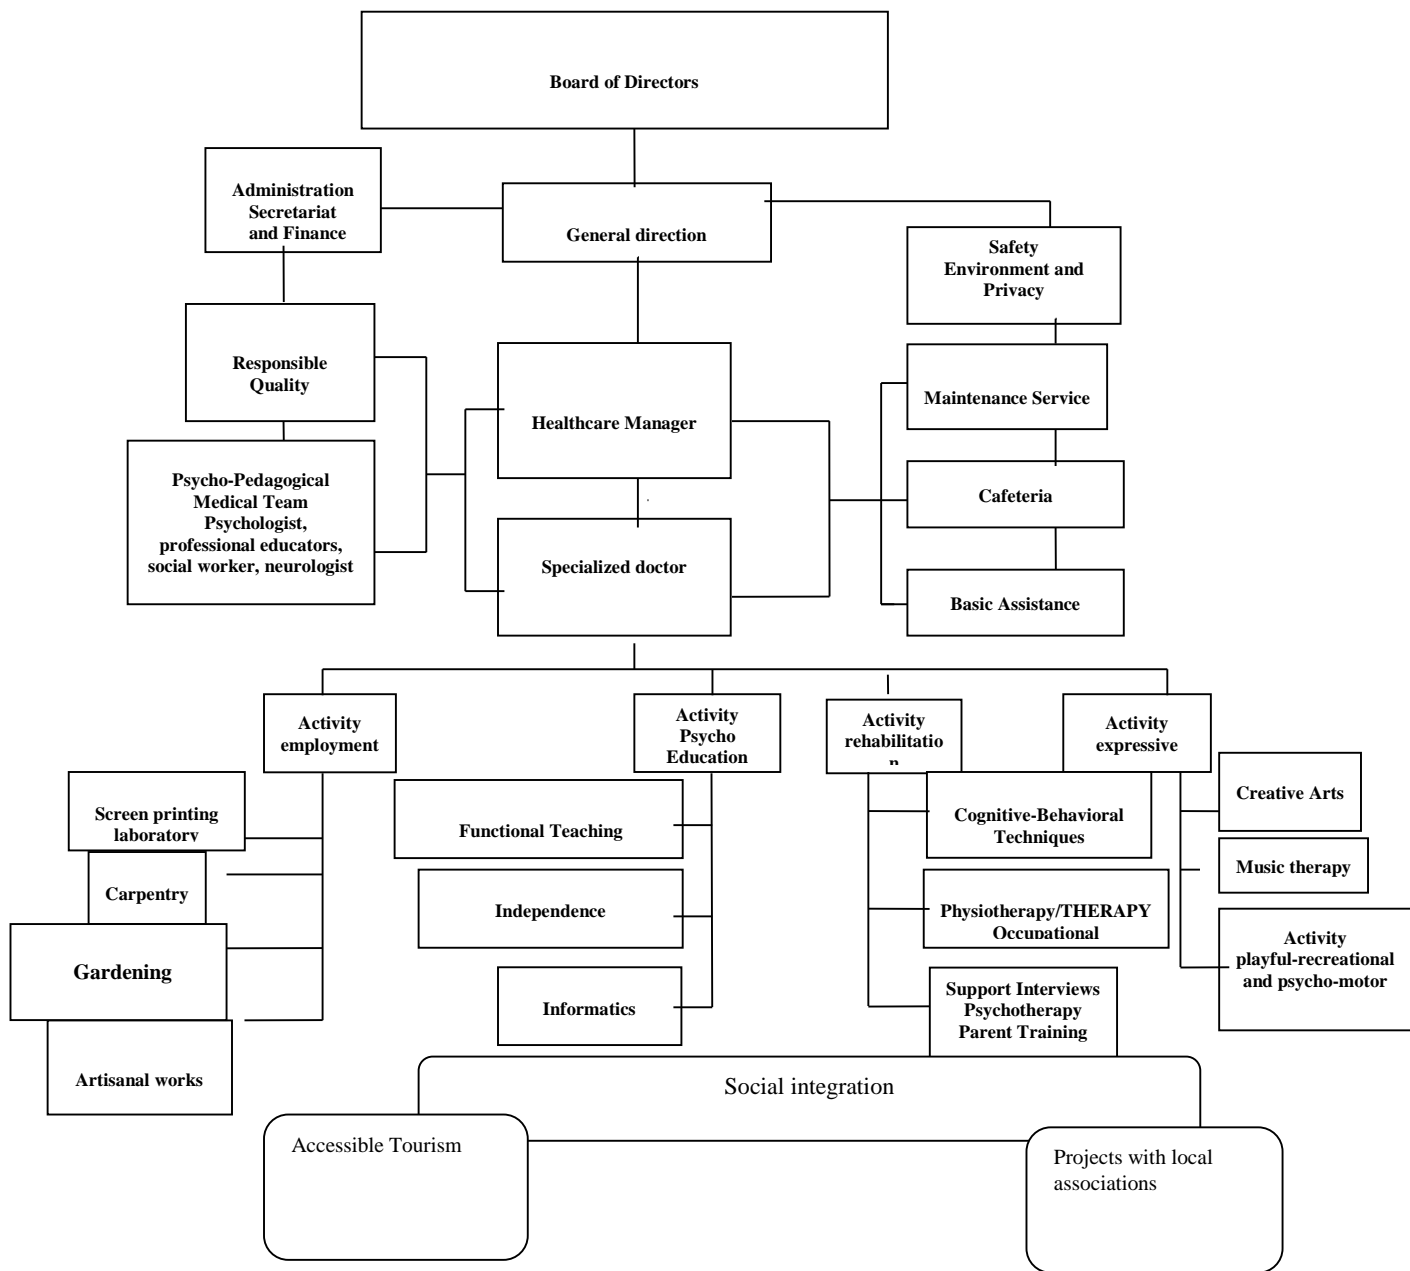 Board of Directors
Administration
Secretariat
and Finance
General direction
Safety
Environment and
Privacy
Responsible
Quality
Healthcare Manager
Maintenance Service
Psycho-Pedagogical
Medical Team
Psychologist,
professional educators,
social worker, neurologist
Cafeteria
Specialized doctor
Basic Assistance
Activity
employment
Activity
Psycho
Education
Activity
rehabilitatio
n
Activity
expressive
Screen printing
laboratory
Functional Teaching
Cognitive-Behavioral
Techniques
Creative Arts
Carpentry
Independence
Physiotherapy/THERAPY
Occupational
Music therapy
Gardening
Informatics
Support Interviews
Psychotherapy
Parent Training
Activity
playful-recreational
and psycho-motor
Artisanal works
Social integration
Accessible Tourism
Projects with local
associations